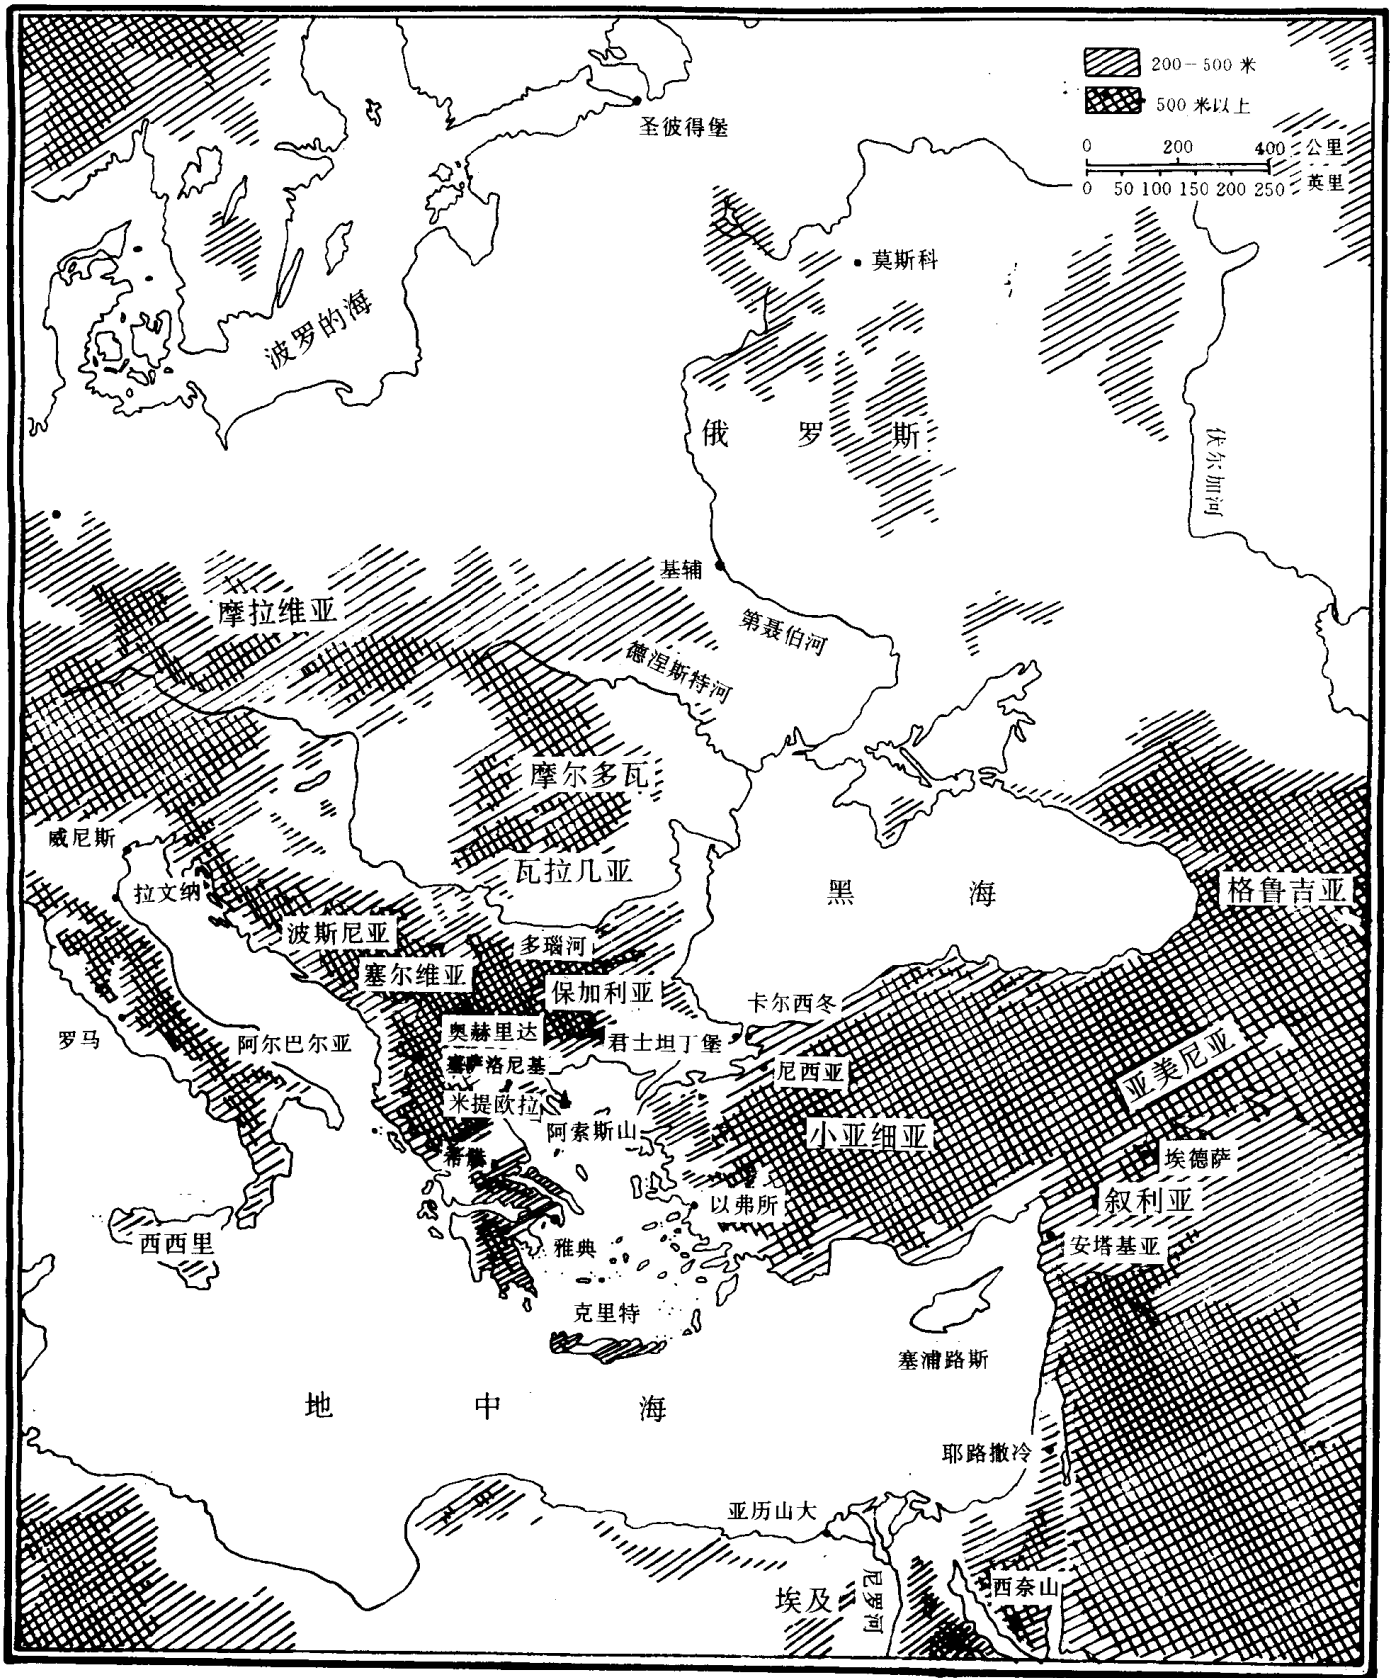 200－500 米
500 米以上
0 200 400 公里
0 50 100 150 200 250 英里
圣彼得堡
莫斯科
波罗的海
俄 罗 斯
伏尔加河
基辅
摩拉维亚
第聂伯河
德涅斯特河
摩尔多瓦
威尼斯
瓦拉几亚
拉文纳
黑 海
格鲁吉亚
波斯尼亚
多瑙河
塞尔维亚
保加利亚
卡尔西冬
奥赫里达
罗马
阿尔巴尔亚
君士坦丁堡
塞萨洛尼基
尼西亚
亚美尼亚
米提欧拉
阿索斯山
小亚细亚
希腊
埃德萨
以弗所
叙利亚
西西里
雅典
安塔基亚
克里特
塞浦路斯
地 中 海
耶路撒冷
亚历山大
埃及
尼罗河
西奈山